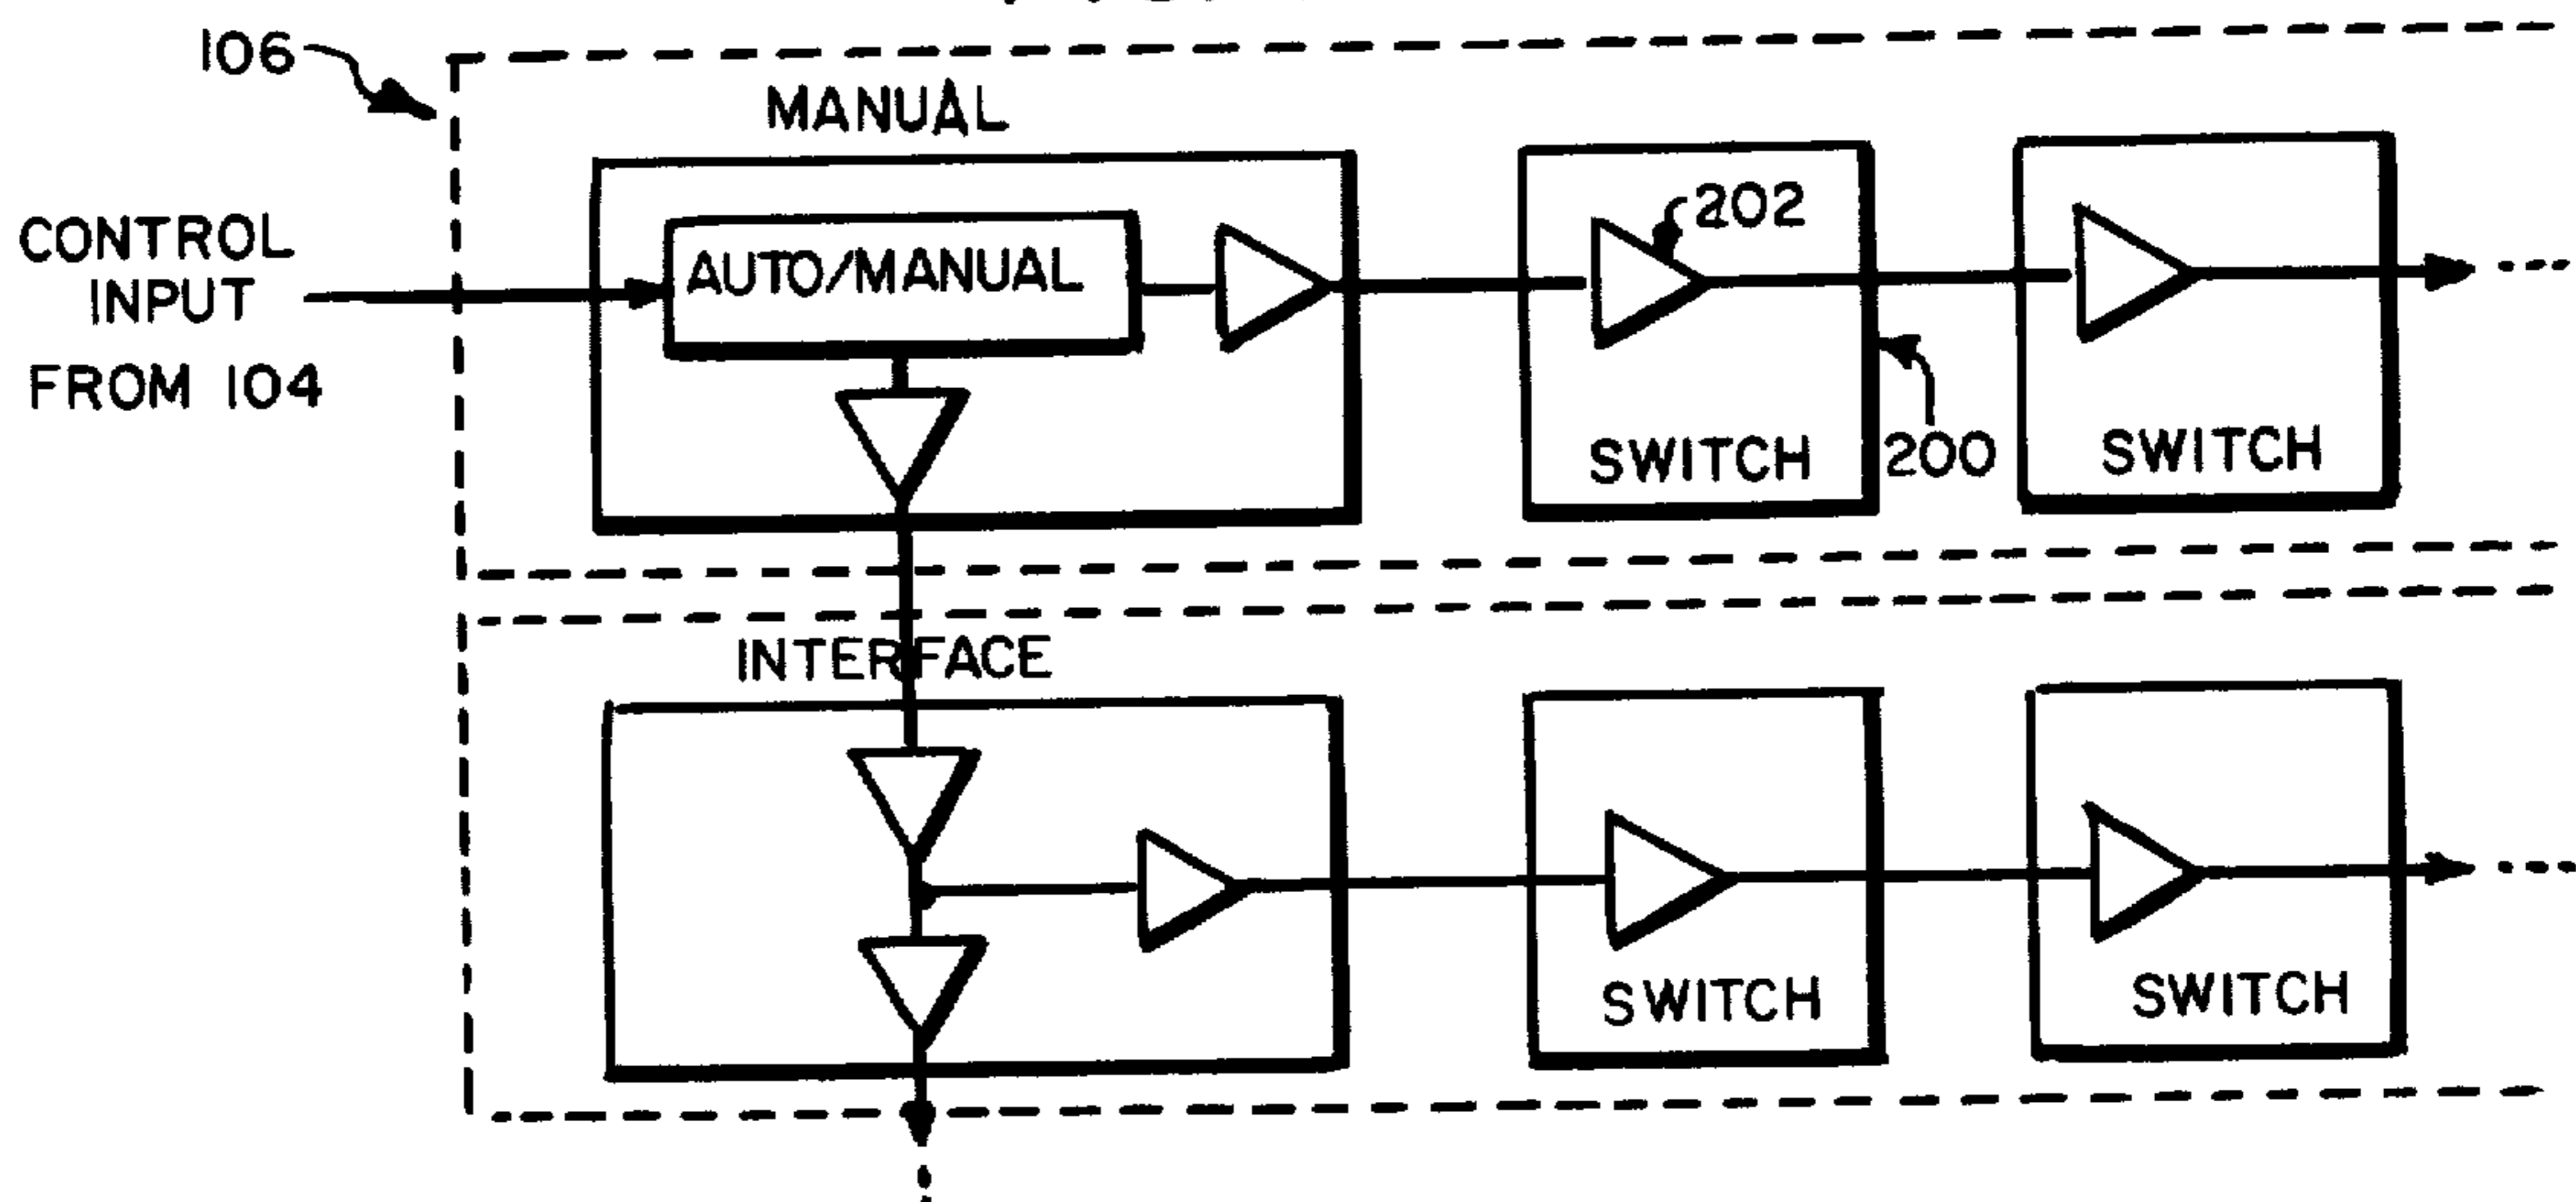 106
MANUAL
CONTROL
INPUT
FROM 104
AUTO/MANUAL
202
SWITCH
200
SWITCH
INTERFACE
SWITCH
SWITCH